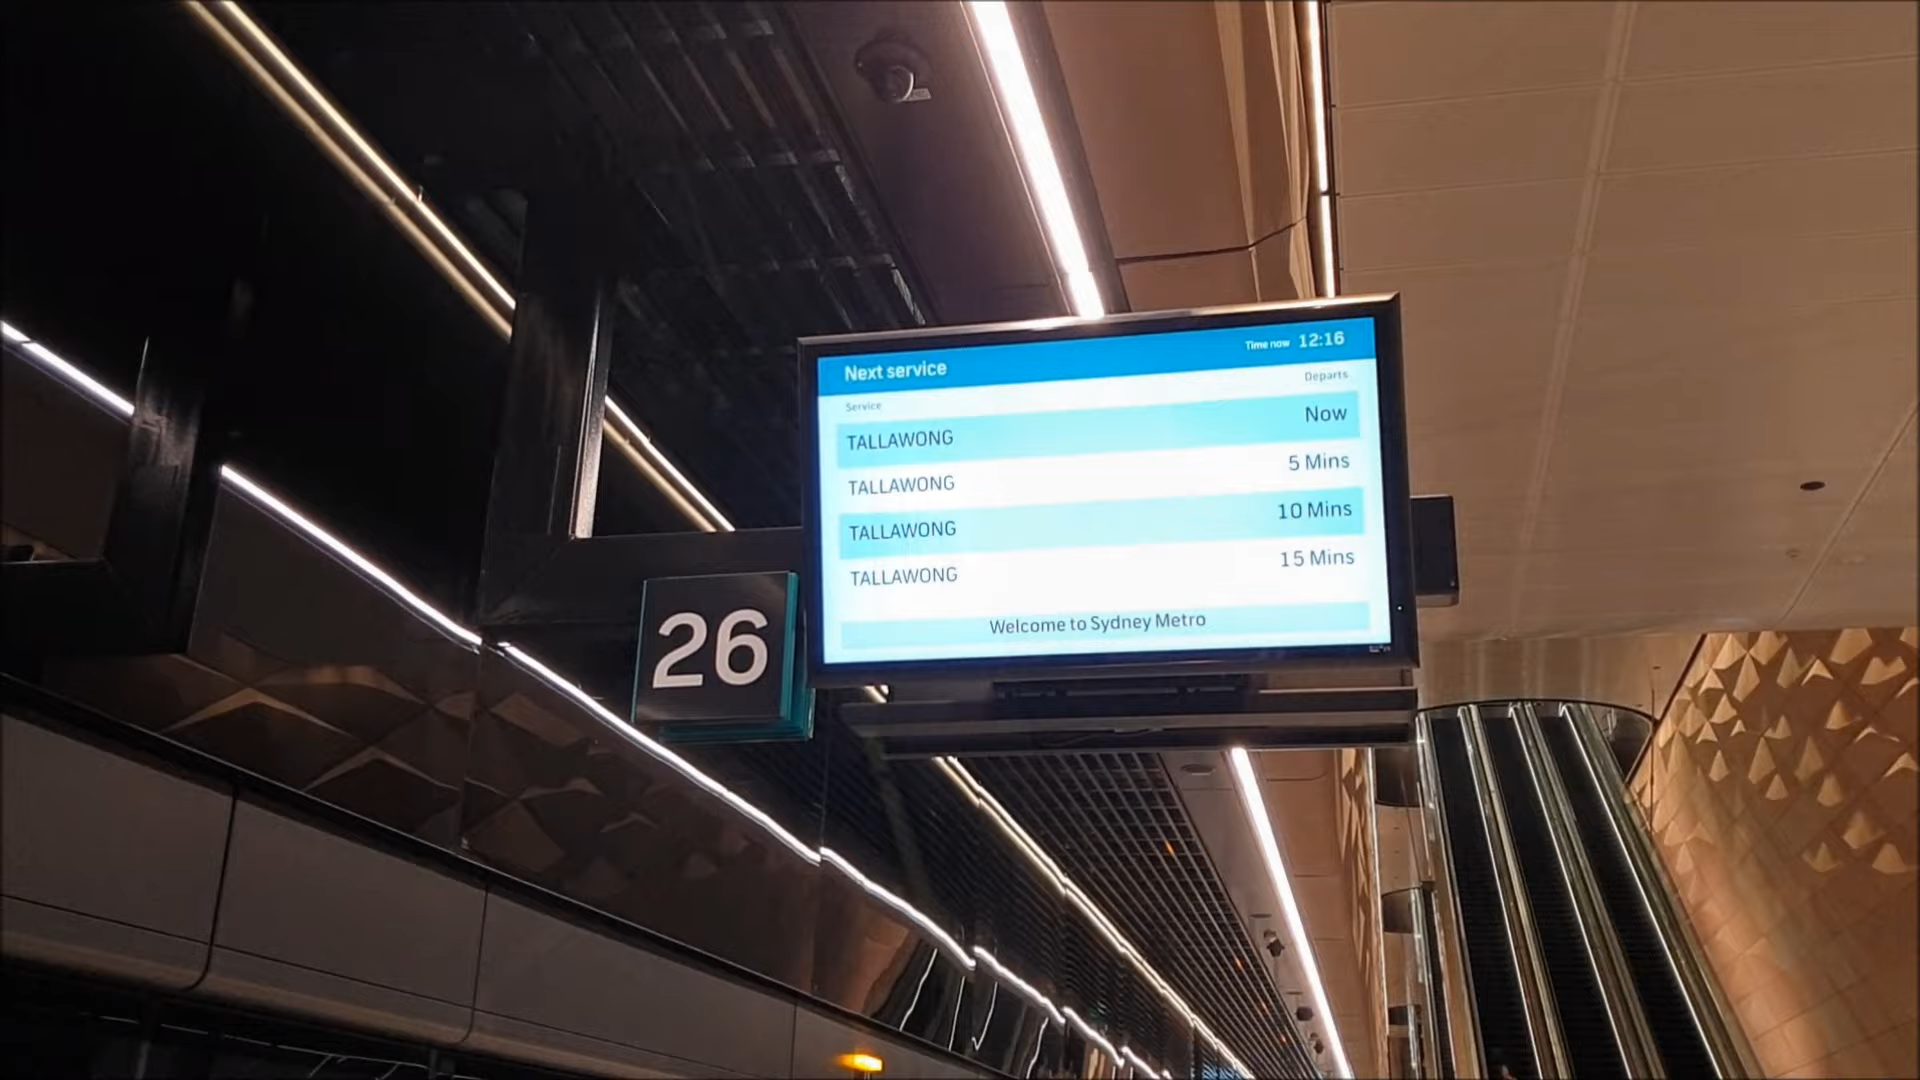 Next service Time now 12:16
Service Departs
TALLAWONG Now
TALLAWONG 5 Mins
TALLAWONG 10 Mins
TALLAWONG 15 Mins
Welcome to Sydney Metro
26